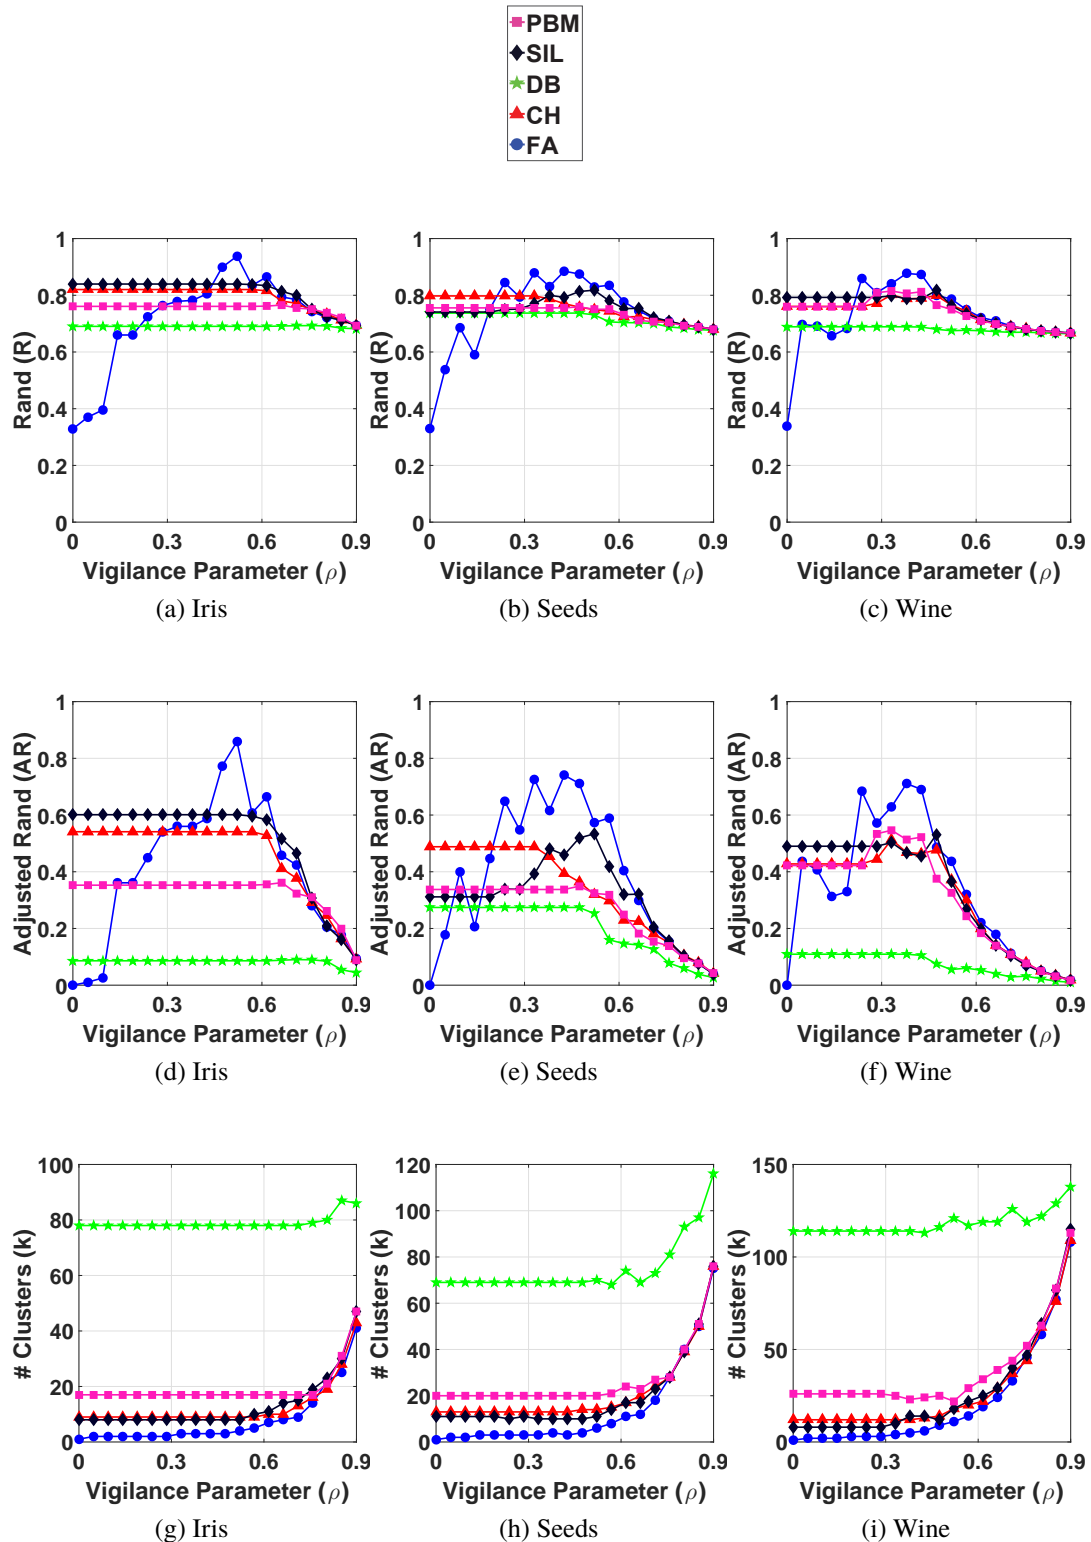 PBM
SIL
DB
CH
FA
1
0.8
0.6
0.4
0.2
0
Rand (R)
0 0.3 0.6 0.9
Vigilance Parameter (ρ)
(a) Iris
1
0.8
0.6
0.4
0.2
0
Rand (R)
0 0.3 0.6 0.9
Vigilance Parameter (ρ)
(b) Seeds
1
0.8
0.6
0.4
0.2
0
Rand (R)
0 0.3 0.6 0.9
Vigilance Parameter (ρ)
(c) Wine
1
0.8
0.6
0.4
0.2
0
Adjusted Rand (AR)
0 0.3 0.6 0.9
Vigilance Parameter (ρ)
(d) Iris
1
0.8
0.6
0.4
0.2
0
Adjusted Rand (AR)
0 0.3 0.6 0.9
Vigilance Parameter (ρ)
(e) Seeds
1
0.8
0.6
0.4
0.2
0
Adjusted Rand (AR)
0 0.3 0.6 0.9
Vigilance Parameter (ρ)
(f) Wine
100
80
60
40
20
0
# Clusters (k)
0 0.3 0.6 0.9
Vigilance Parameter (ρ)
(g) Iris
120
100
80
60
40
20
0
# Clusters (k)
0 0.3 0.6 0.9
Vigilance Parameter (ρ)
(h) Seeds
150
100
50
0
# Clusters (k)
0 0.3 0.6 0.9
Vigilance Parameter (ρ)
(i) Wine